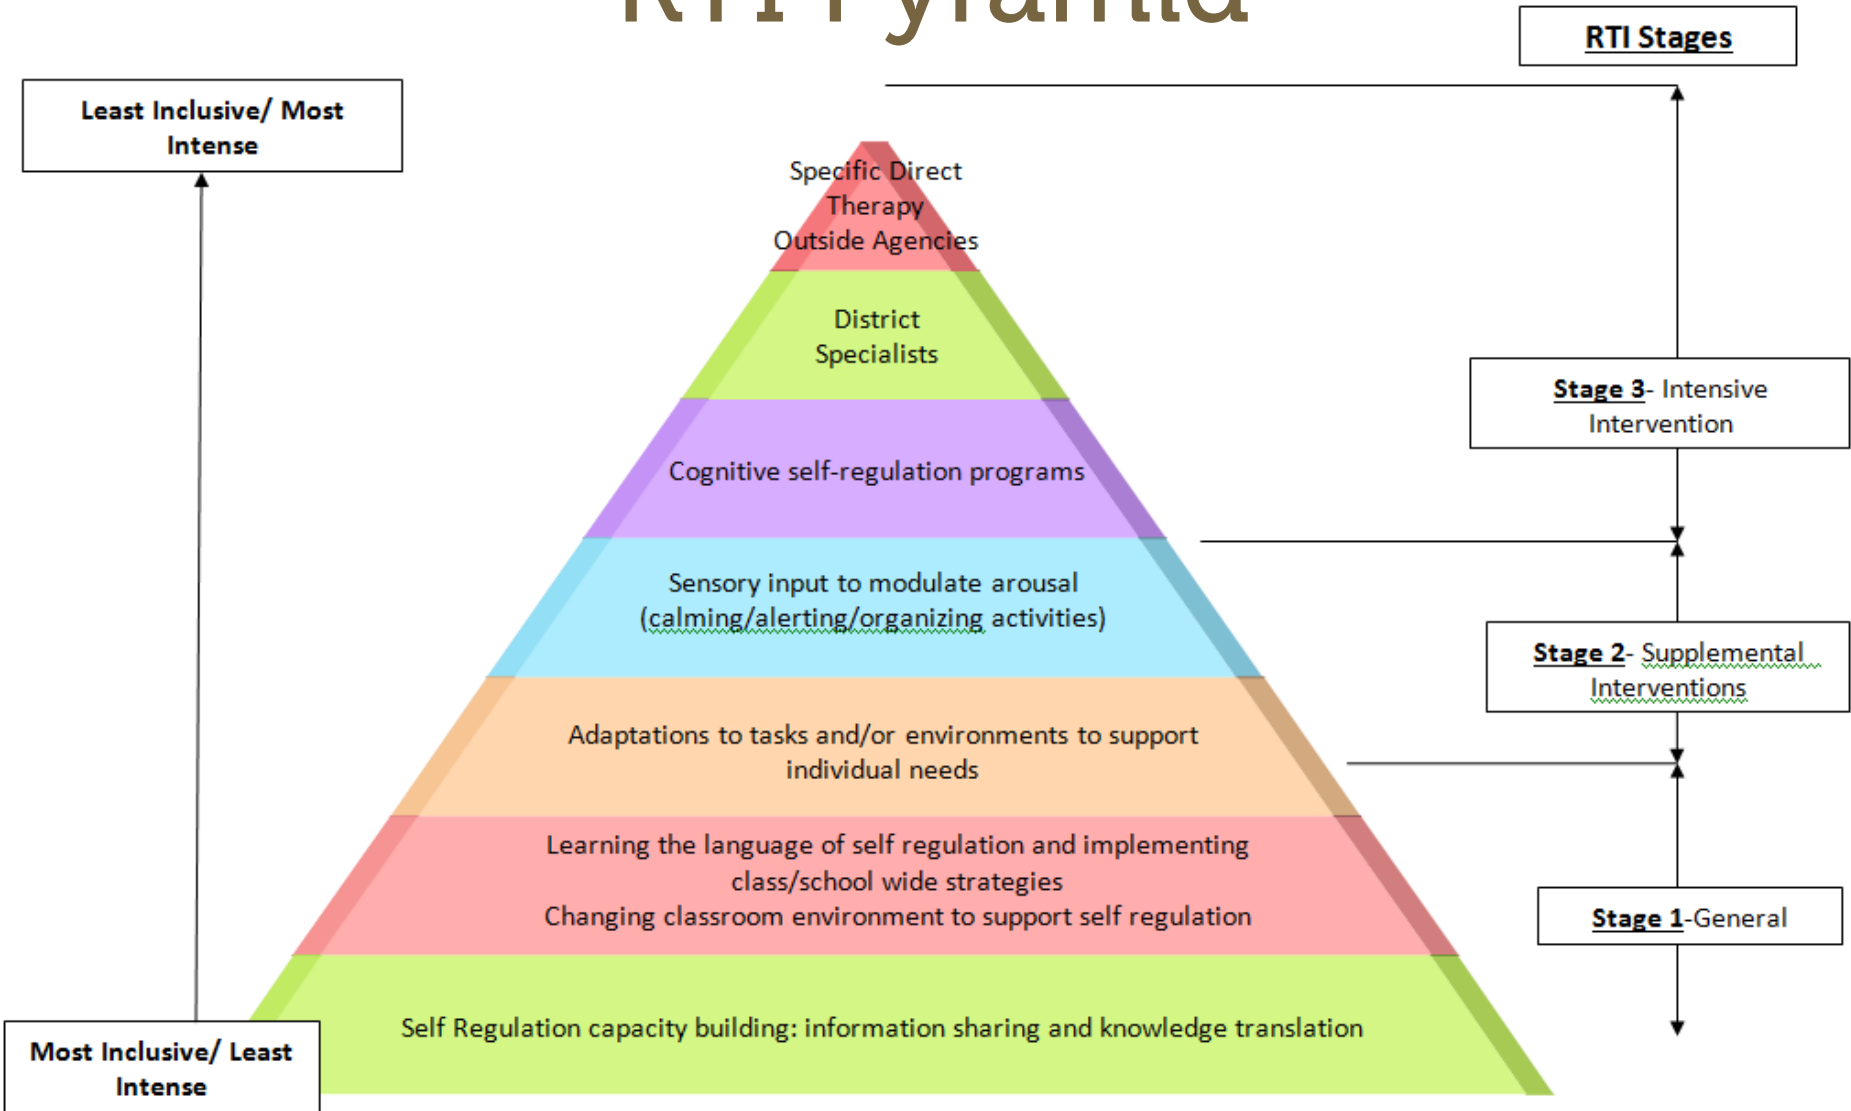 RTI Pyramid
RTI Stages
Least Inclusive/ Most
Intense
Specific Direct
Therapy
Outside Agencies
District
Specialists
Stage 3- Intensive
Intervention
Cognitive self-regulation programs
Sensory input to modulate arousal
(calming/alerting/organizing activities)
Stage 2- Supplemental
Interventions
Adaptations to tasks and/or environments to support
individual needs
Learning the language of self regulation and implementing
class/school wide strategies
Changing classroom environment to support self regulation
Stage 1-General
Self Regulation capacity building: information sharing and knowledge translation
Most Inclusive/ Least
Intense